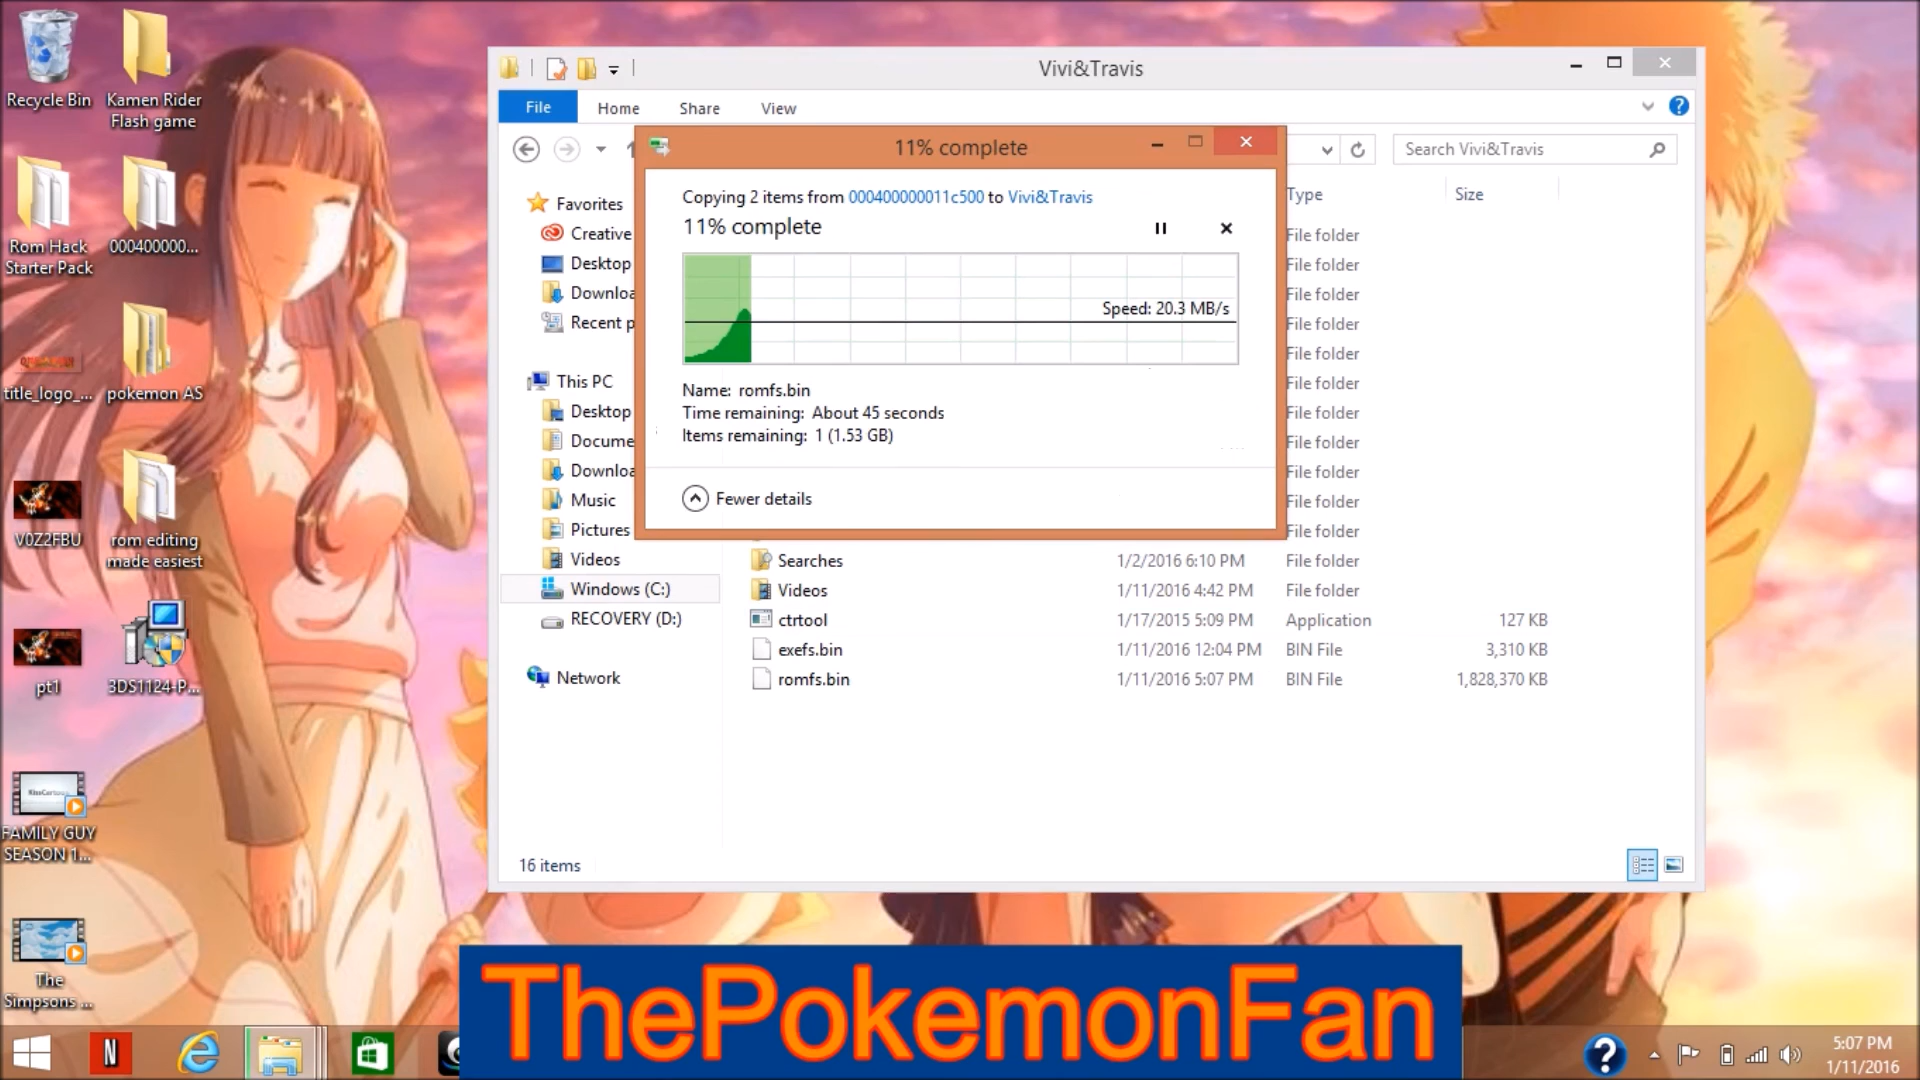 Recycle Bin
Kamen Rider
Flash game
Rom Hack
Starter Pack
000400000...
title_logo_...
pokemon AS
V0Z2FBU
rom editing
made easiest
pt1
3DS1124-P...
FAMILY GUY
SEASON 1...
The
Simpsons ...
Vivi&Travis
File
Home
Share
View
Search Vivi&Travis
11% complete
Copying 2 items from 000400000011c500 to Vivi&Travis
11% complete
Speed: 20.3 MB/s
Name: romfs.bin
Time remaining: About 45 seconds
Items remaining: 1 (1.53 GB)
Fewer details
Favorites
Creative
Desktop
Downloa
Recent p
This PC
Desktop
Docume
Downloa
Music
Pictures
Videos
Windows (C:)
RECOVERY (D:)
Network
Type
Size
File folder
File folder
File folder
File folder
File folder
File folder
File folder
File folder
File folder
File folder
File folder
Searches 1/2/2016 6:10 PM File folder
Videos 1/11/2016 4:42 PM File folder
ctrtool 1/17/2015 5:09 PM Application 127 KB
exefs.bin 1/11/2016 12:04 PM BIN File 3,310 KB
romfs.bin 1/11/2016 5:07 PM BIN File 1,828,370 KB
16 items
ThePokemonFan
N
5:07 PM
1/11/2016